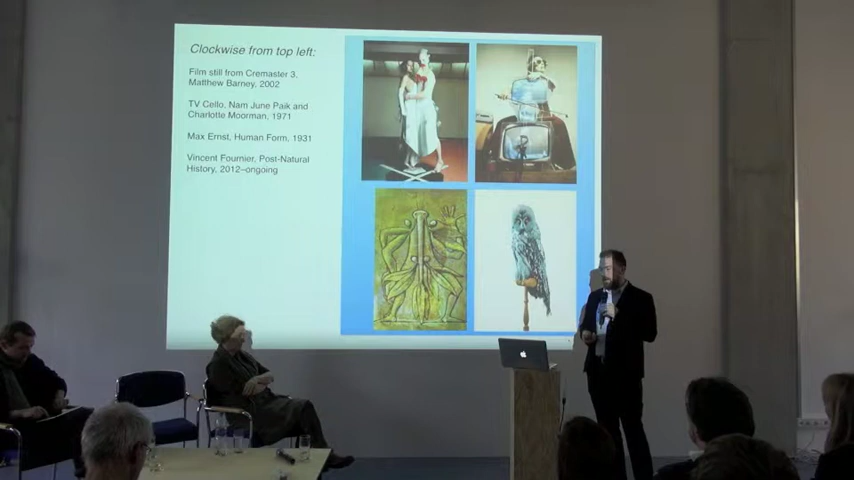 Clockwise from top left:
Film still from Cremaster 3,
Matthew Barney, 2002
TV Cello, Nam June Paik and
Charlotte Moorman, 1971
Max Ernst, Human Form, 1931
Vincent Fournier, Post-Natural
History, 2012–ongoing